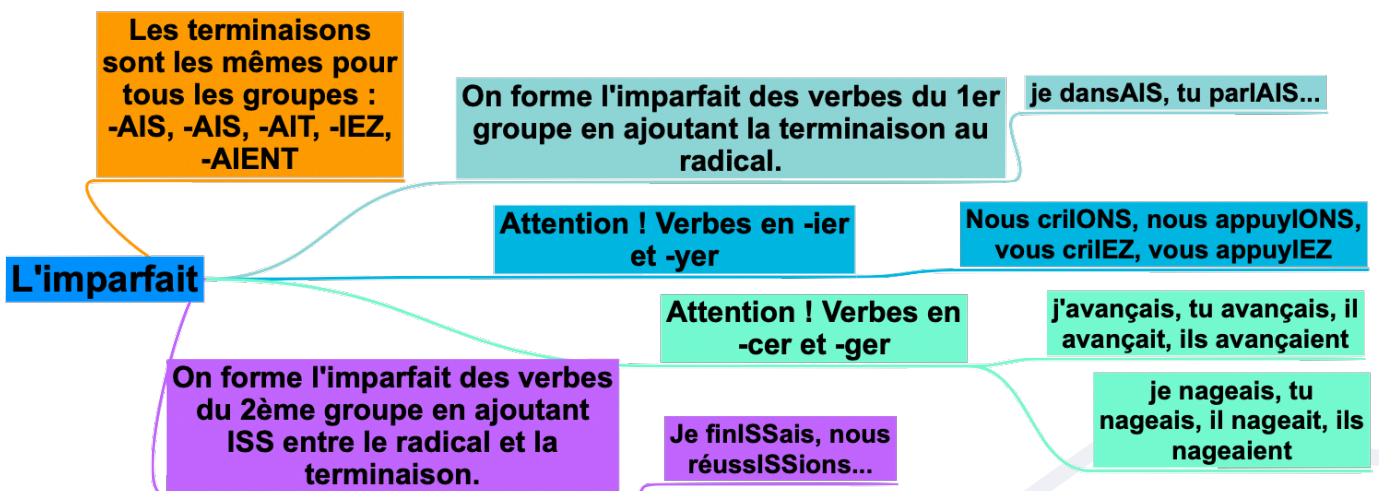 Les terminaisons
sont les mêmes pour
tous les groupes :
-AIS, -AIS, -AIT, -IEZ,
-AIENT
On forme l'imparfait des verbes du 1er
groupe en ajoutant la terminaison au
radical.
je dansAIS, tu parlAIS...
Attention ! Verbes en -ier
et -yer
Nous criIONS, nous appuyIONS,
vous criIEZ, vous appuyIEZ
L'imparfait
Attention ! Verbes en
-cer et -ger
j'avançais, tu avançais, il
avançait, ils avançaient
je nageais, tu
nageais, il nageait, ils
nageaient
On forme l'imparfait des verbes
du 2ème groupe en ajoutant
ISS entre le radical et la
terminaison.
Je finISSais, nous
réussISSions...